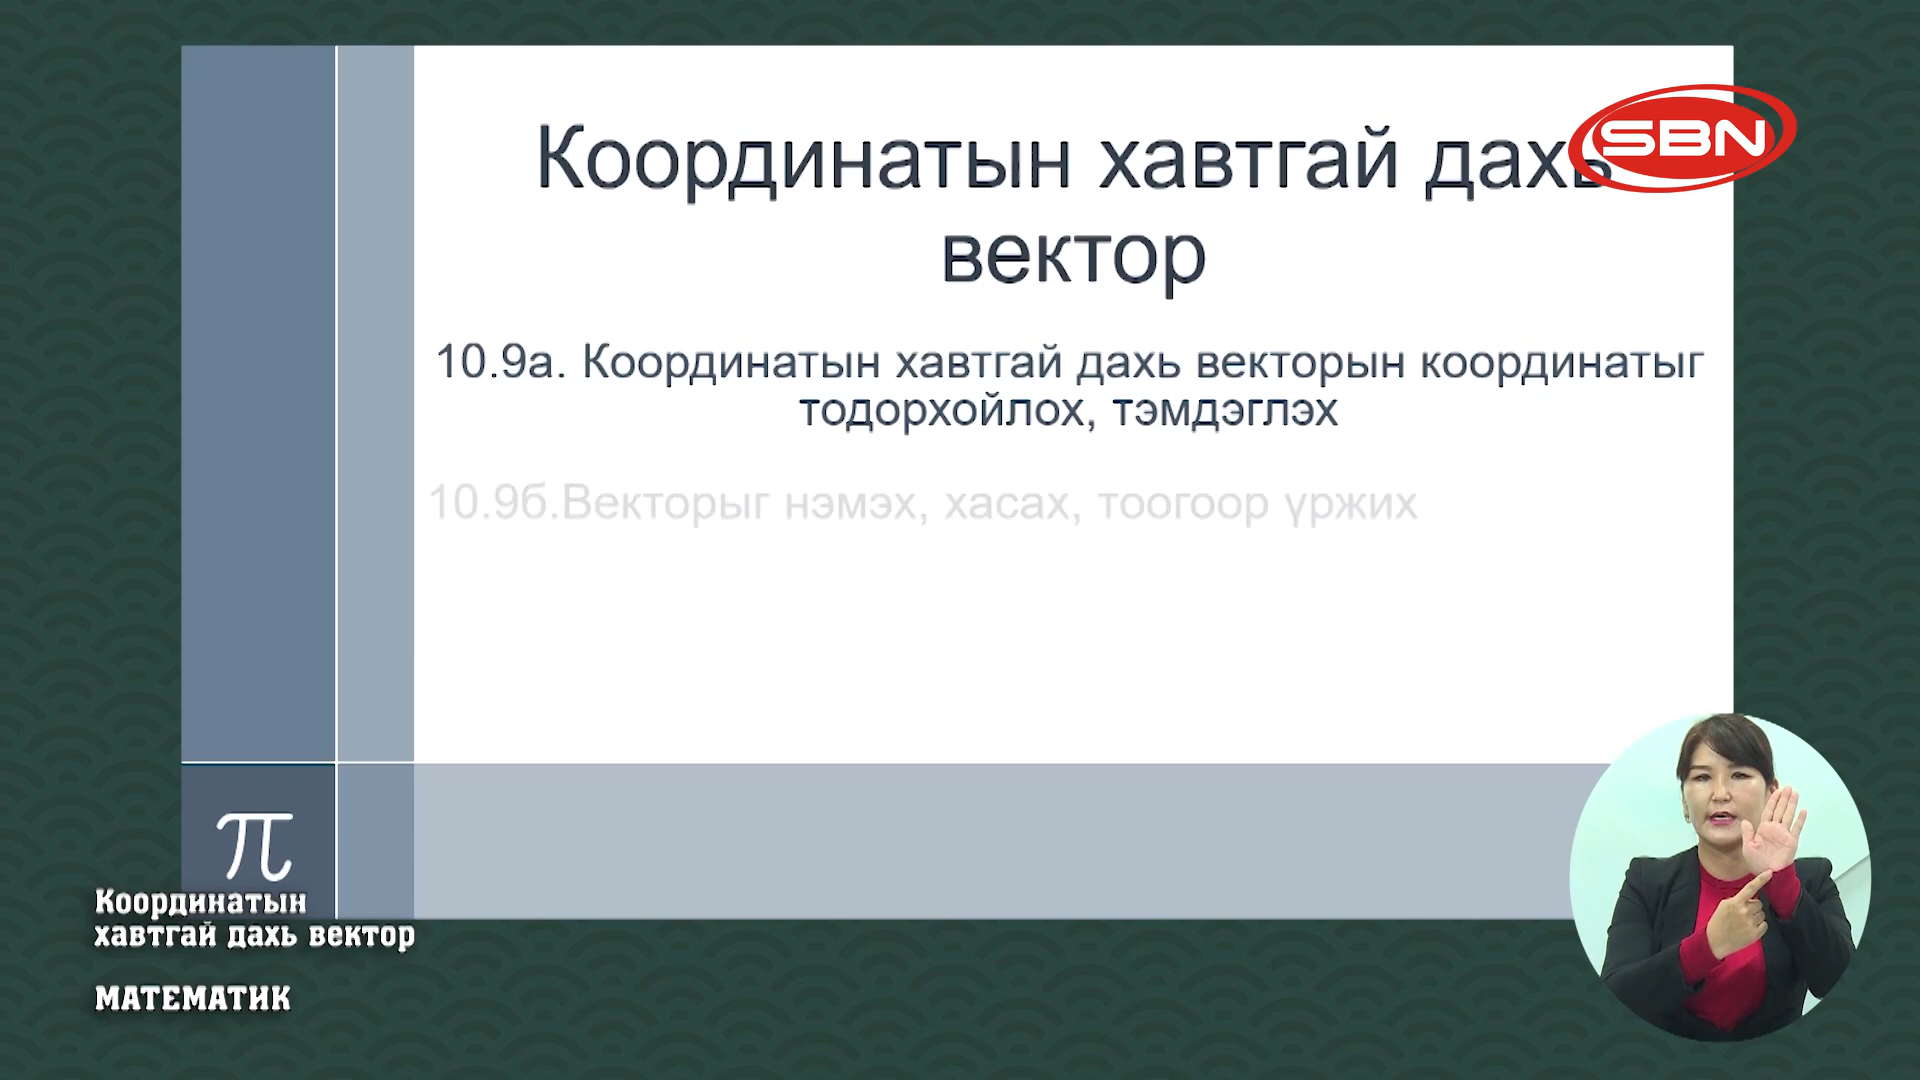 Координатын хавтгай дахь
вектор
SBN
10.9а. Координатын хавтгай дахь векторын координатыг
тодорхойлох, тэмдэглэх
10.9б.Векторыг нэмэх, хасах, тоогоор үржих
π
Координатын
хавтгай дахь вектор
МАТЕМАТИК